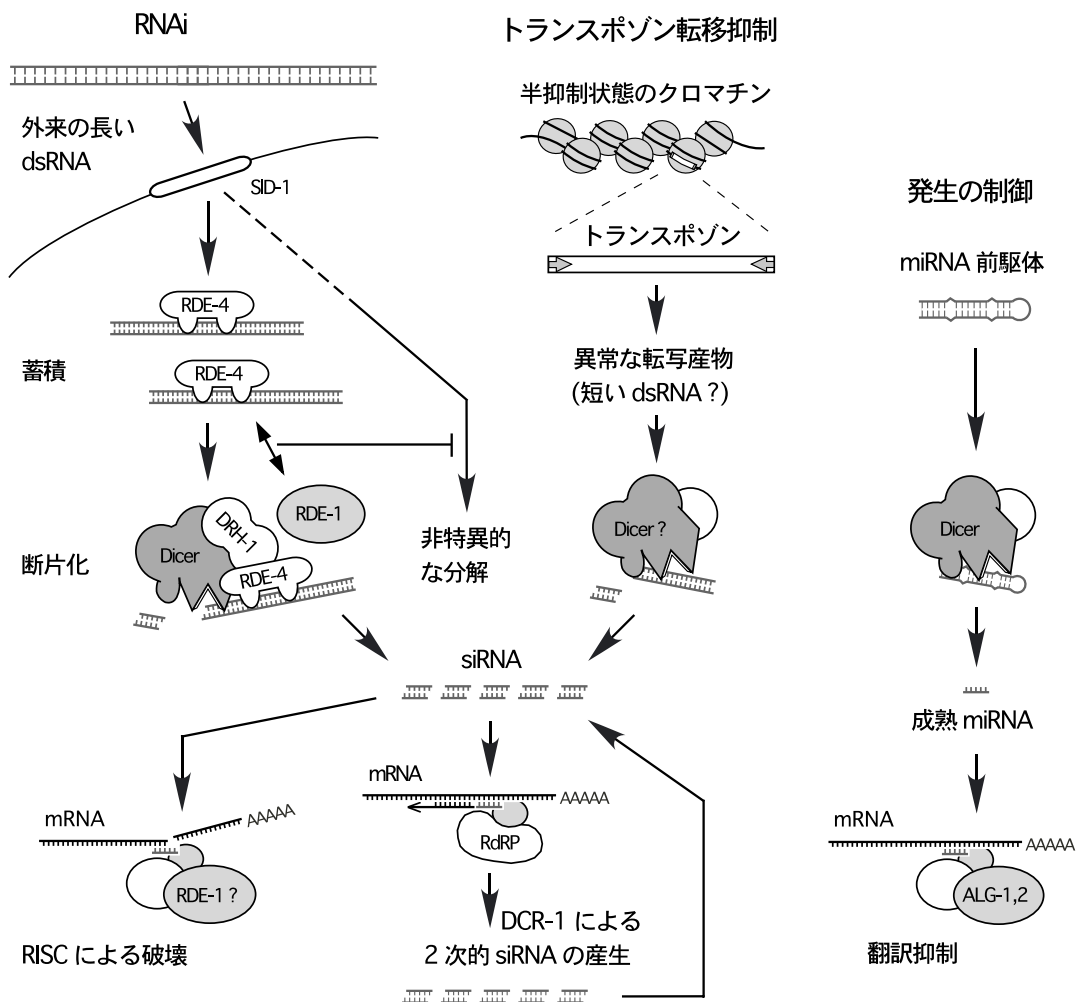 RNAi
外来の長い
dsRNA
SID-1
RDE-4
蓄積
RDE-4
RDE-1
DRH-1
Dicer
RDE-4
断片化
非特異的
な分解
トランスポゾン転移抑制
半抑制状態のクロマチン
トランスポゾン
異常な転写産物
(短い dsRNA ? )
Dicer ?
発生の制御
miRNA 前駆体
Dicer
成熟 miRNA
siRNA
mRNA
AAAAA
RDE-1 ?
RISC による破壊
mRNA
AAAAA
RdRP
DCR-1 による
2 次的 siRNA の産生
mRNA
AAAAA
ALG-1,2
翻訳抑制